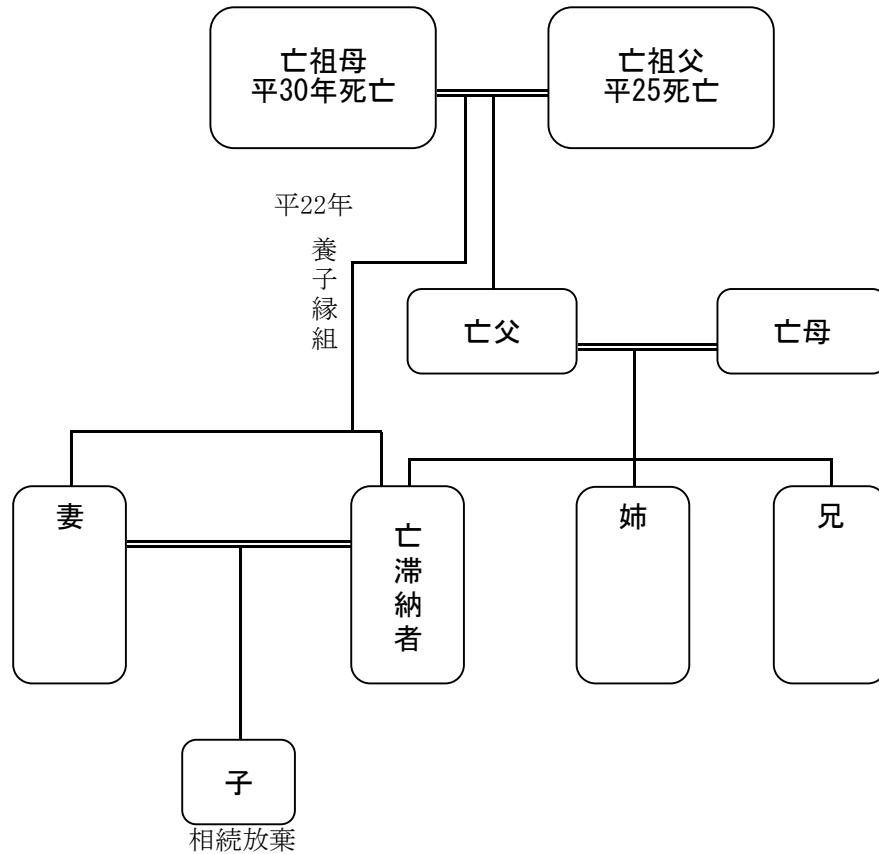 亡祖母
平30年死亡
亡祖父
平25死亡
平22年
養子縁組
亡父
亡母
妻
亡滞納者
姉
兄
子
相続放棄